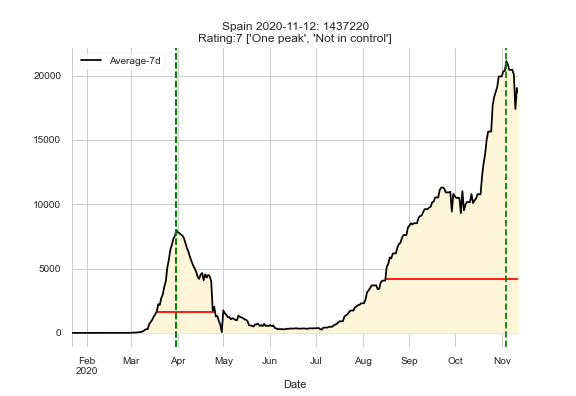 Spain 2020-11-12: 1437220
Rating:7 ['One peak', 'Not in control']
Average-7d
20000
15000
10000
5000
0
Feb Mar Apr May Jun Jul Aug Sep Oct Nov
2020
Date